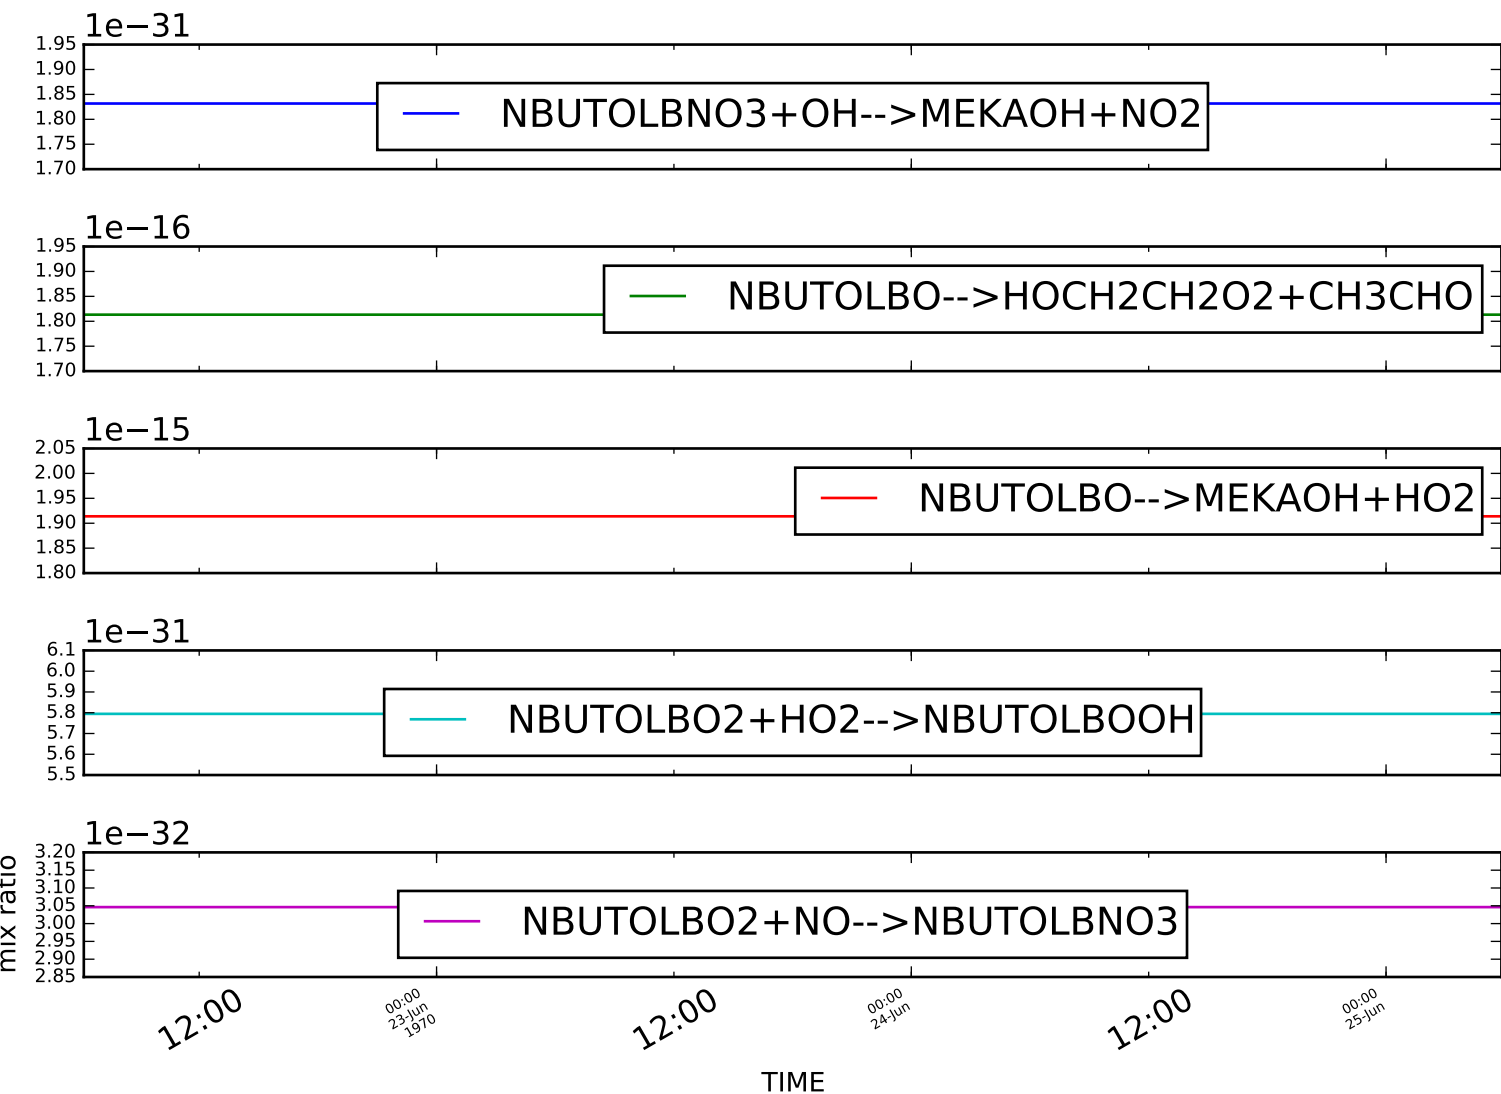 1e−31
1.95
1.90
1.85
1.80
1.75
1.70
NBUTOLBNO3+OH-->MEKAOH+NO2
1e−16
1.95
1.90
1.85
1.80
1.75
1.70
NBUTOLBO-->HOCH2CH2O2+CH3CHO
1e−15
2.05
2.00
1.95
1.90
1.85
1.80
NBUTOLBO-->MEKAOH+HO2
1e−31
6.1
6.0
5.9
5.8
5.7
5.6
5.5
NBUTOLBO2+HO2-->NBUTOLBOOH
1e−32
3.20
3.15
3.10
3.05
3.00
2.95
2.90
2.85
NBUTOLBO2+NO-->NBUTOLBNO3
mix ratio
12:00
00:00
23-Jun
1970
12:00
00:00
24-Jun
12:00
00:00
25-Jun
TIME